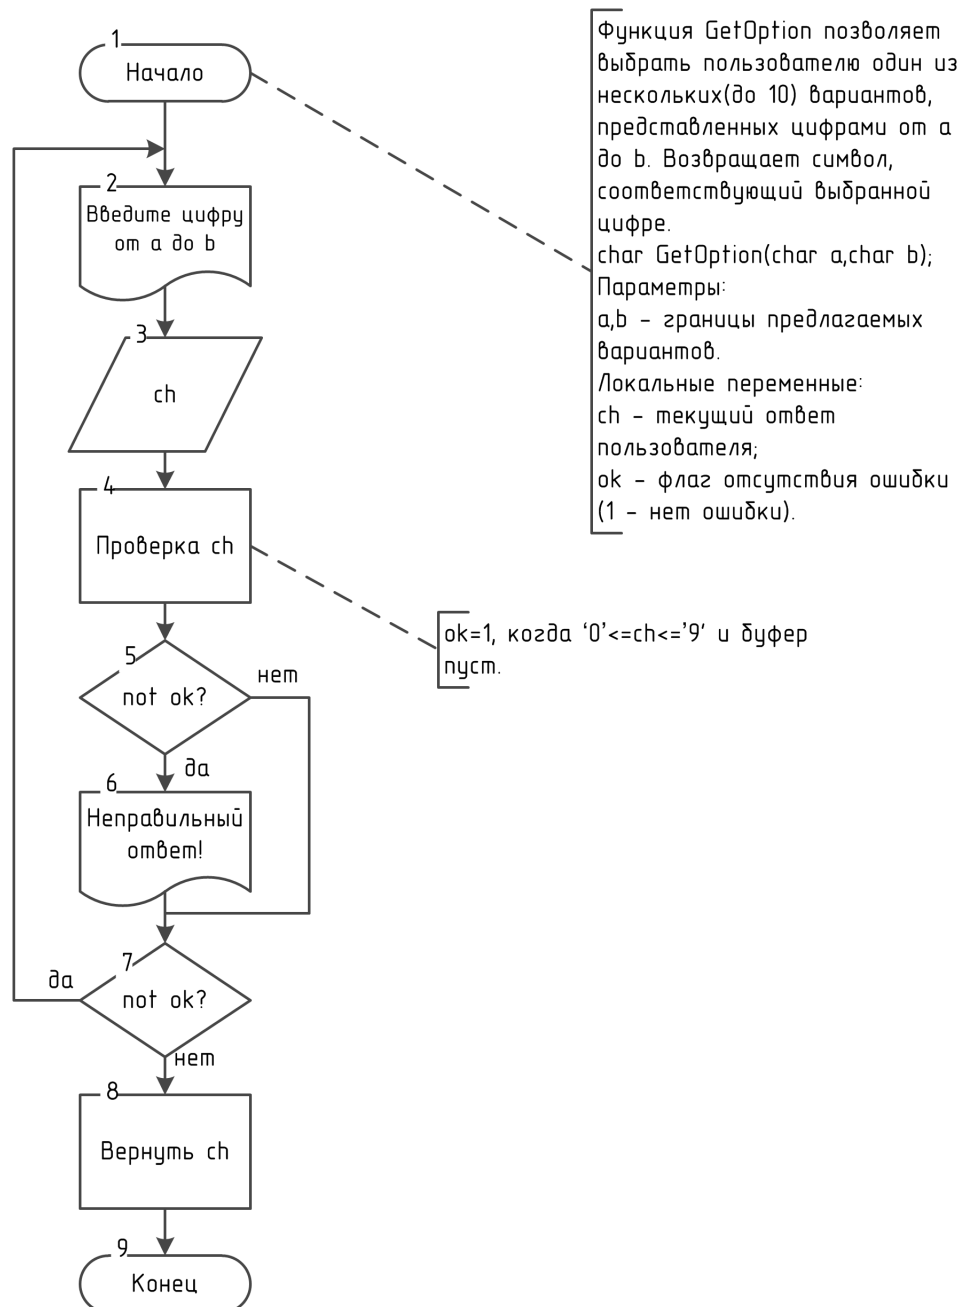 1
Начало
Функция GetOption позволяет
выбрать пользователю один из
нескольких(до 10) вариантов,
представленных цифрами от a
до b. Возвращает символ,
соответствующий выбранной
цифре.
char GetOption(char a,char b);
Параметры:
a,b – границы предлагаемых
вариантов.
Локальные переменные:
ch – текущий ответ
пользователя;
ok – флаг отсутствия ошибки
(1 – нет ошибки).
2
Введите цифру
от a до b
3
ch
4
Проверка ch
ok=1, когда ‘0’<=ch<=’9’ и буфер
пуст.
5
not ok?
нет
да
6
Неправильный
ответ!
7
not ok?
да
нет
8
Вернуть ch
9
Конец